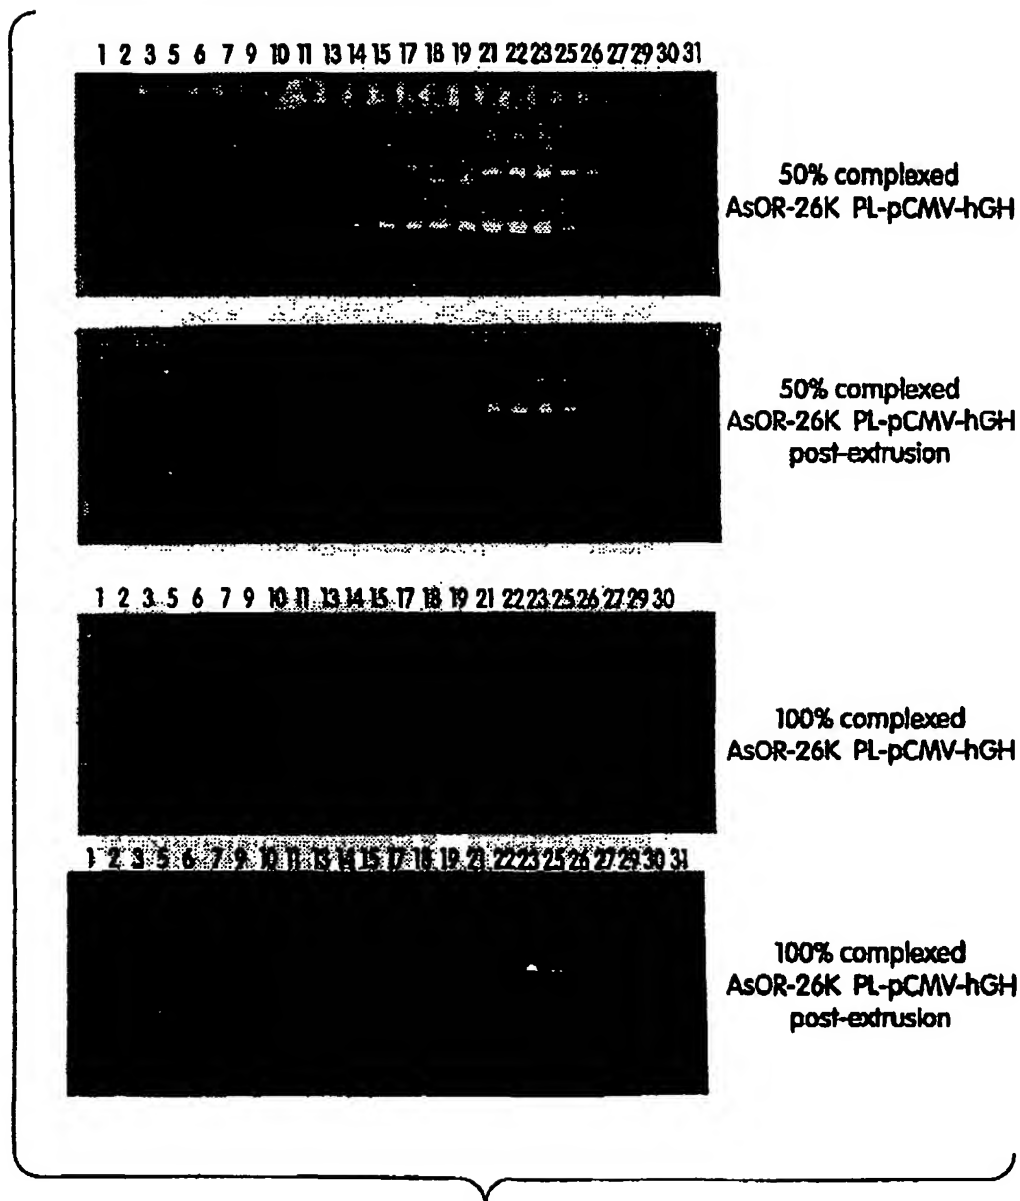 1 2 3 5 6 7 9 10 11 13 14 15 17 18 19 21 22 23 25 26 27 29 30 31
50% complexed
AsOR-26K PL-pCMV-hGH
50% complexed
AsOR-26K PL-pCMV-hGH
post-extrusion
1 2 3 5 6 7 9 10 11 13 14 15 17 18 19 21 22 23 25 26 27 29 30
100% complexed
AsOR-26K PL-pCMV-hGH
1 2 3 5 6 7 9 10 11 13 14 15 17 18 19 21 22 23 25 26 27 29 30 31
100% complexed
AsOR-26K PL-pCMV-hGH
post-extrusion